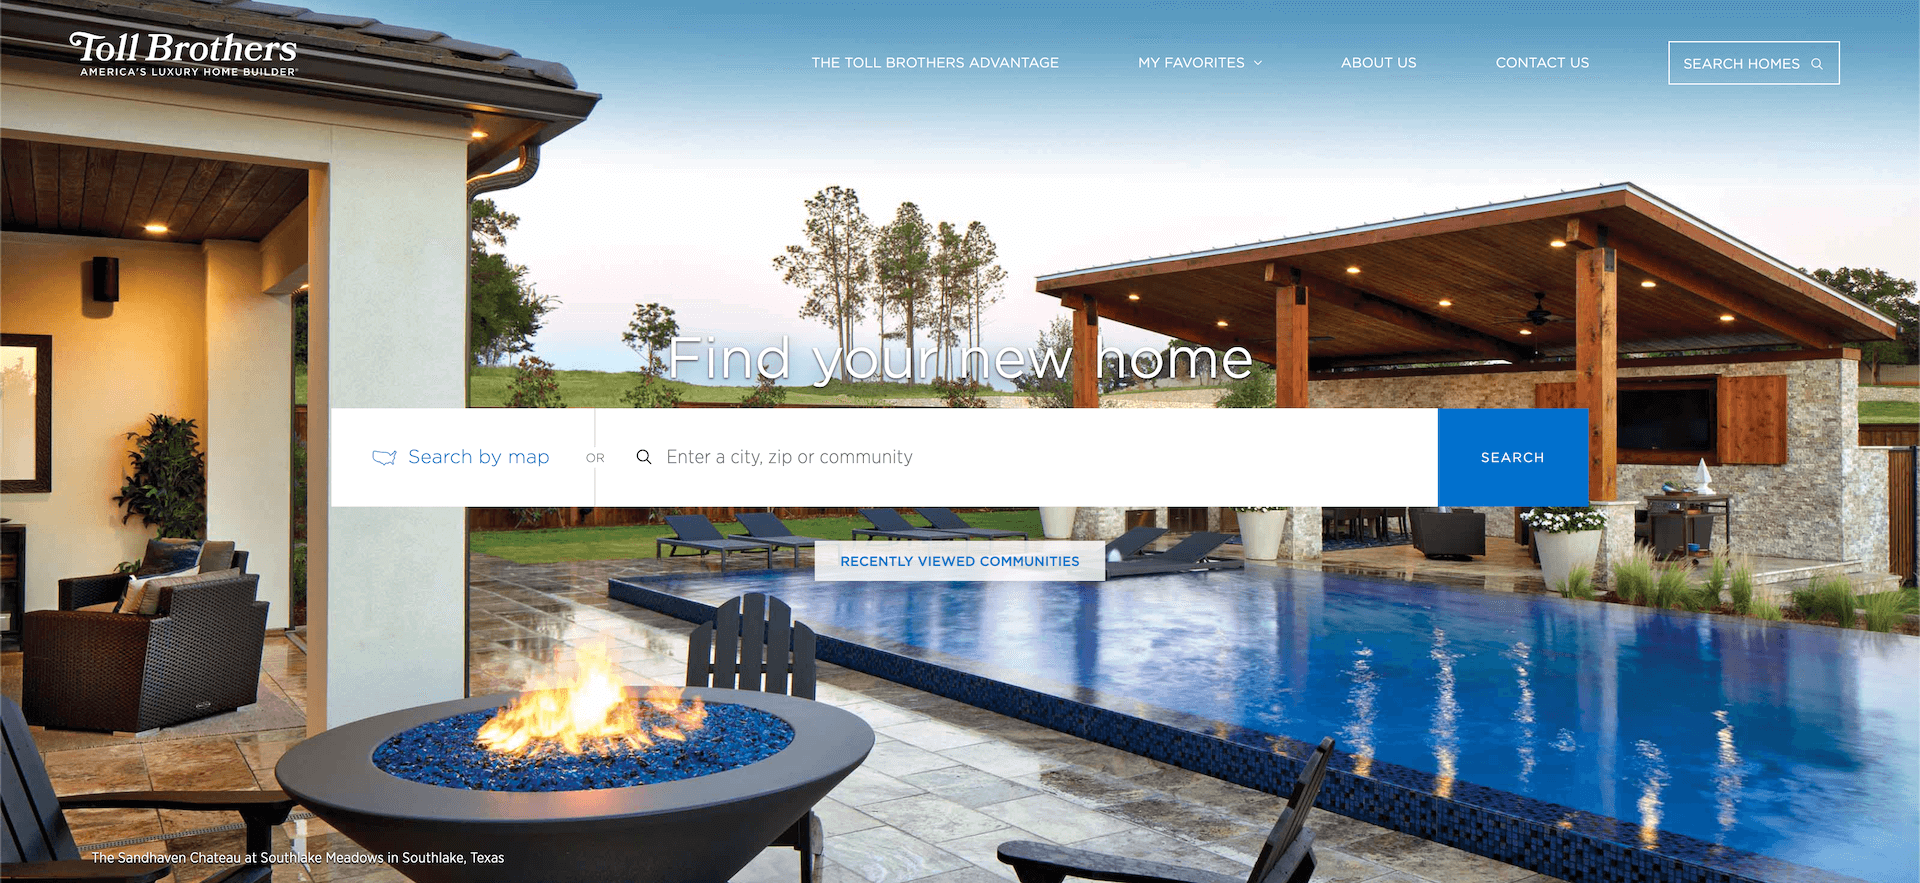 Toll Brothers
AMERICA'S LUXURY HOME BUILDER®
THE TOLL BROTHERS ADVANTAGE
MY FAVORITES
ABOUT US
CONTACT US
SEARCH HOMES
Find your new home
Search by map
OR
Enter a city, zip or community
SEARCH
RECENTLY VIEWED COMMUNITIES
The Sandhaven Chateau at Southlake Meadows in Southlake, Texas